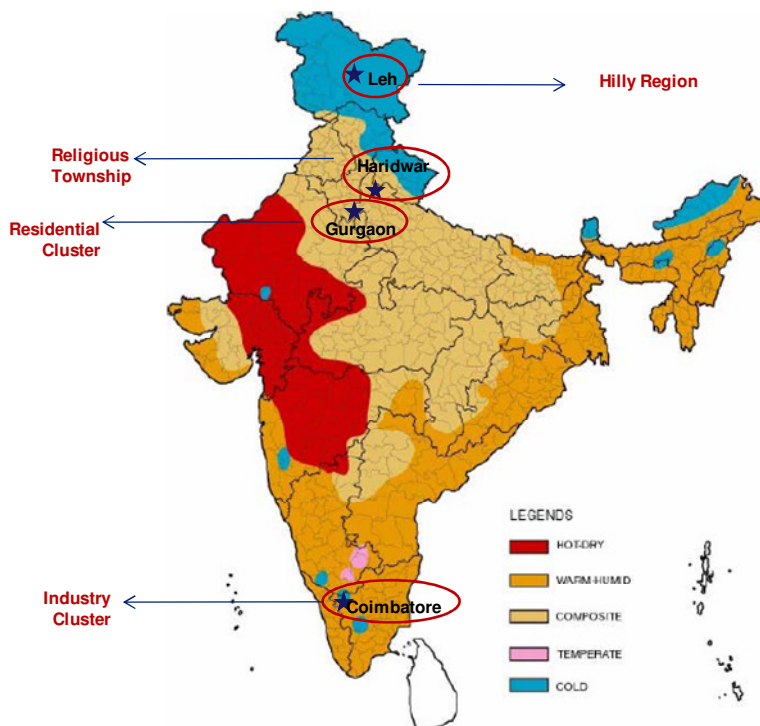 Leh
Hilly Region
Religious
Township
Haridwar
Residential
Cluster
Gurgaon
Industry
Cluster
Coimbatore
LEGENDS
HOT-DRY
WARM-HUMID
COMPOSITE
TEMPERATE
COLD